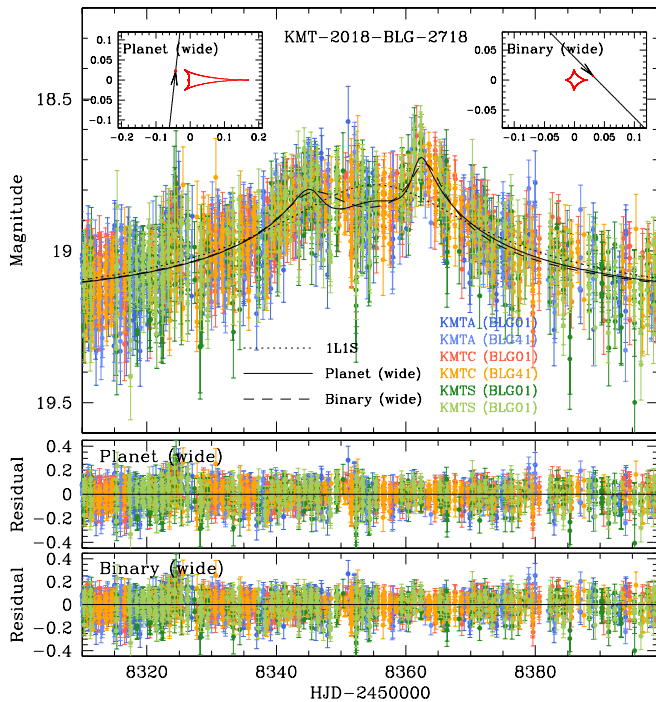 KMT-2018-BLG-2718
Planet (wide)
0.1
0.05
0
−0.05
−0.1
−0.2 −0.1 0 0.1 0.2
Binary (wide)
0.05
0
−0.05
−0.1 −0.05 0 0.05 0.1
Magnitude
18.5
19
19.5
1L1S
Planet (wide)
Binary (wide)
KMTA (BLG01)
KMTA (BLG41)
KMTC (BLG01)
KMTC (BLG41)
KMTS (BLG01)
KMTS (BLG01)
Residual
0.4
0.2
0
−0.2
−0.4
Planet (wide)
Residual
0.4
0.2
0
−0.2
−0.4
Binary (wide)
8320 8340 8360 8380
HJD−2450000